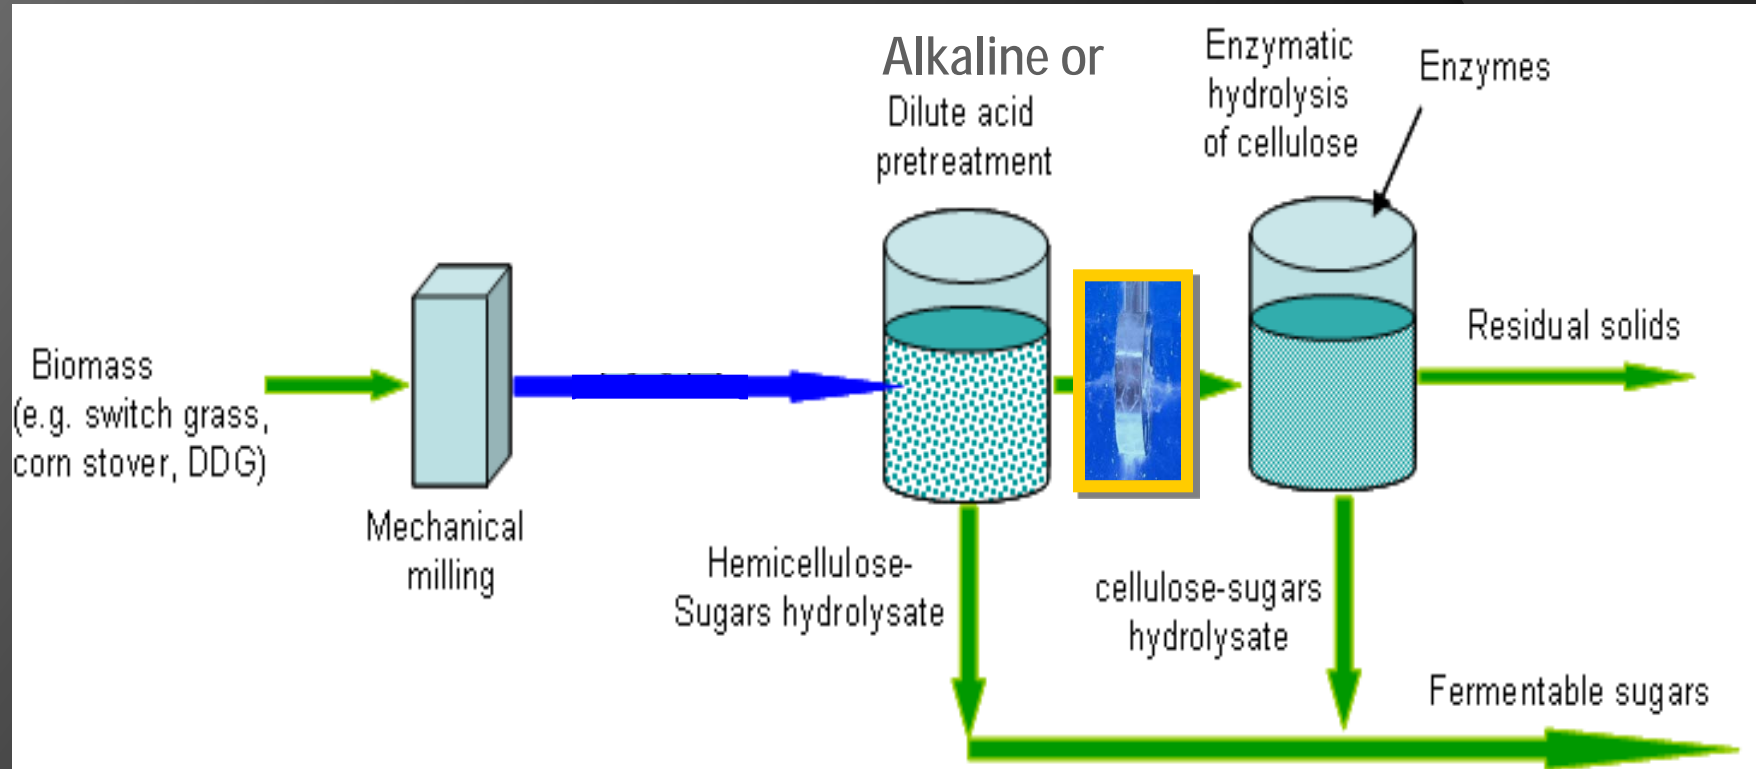 Alkaline or
Dilute acid
pretreatment
Enzymatic
hydrolysis
of cellulose
Enzymes
Biomass
(e.g. switch grass,
corn stover, DDG)
Mechanical
milling
Residual solids
Hemicellulose-
Sugars hydrolysate
cellulose-sugars
hydrolysate
Fermentable sugars